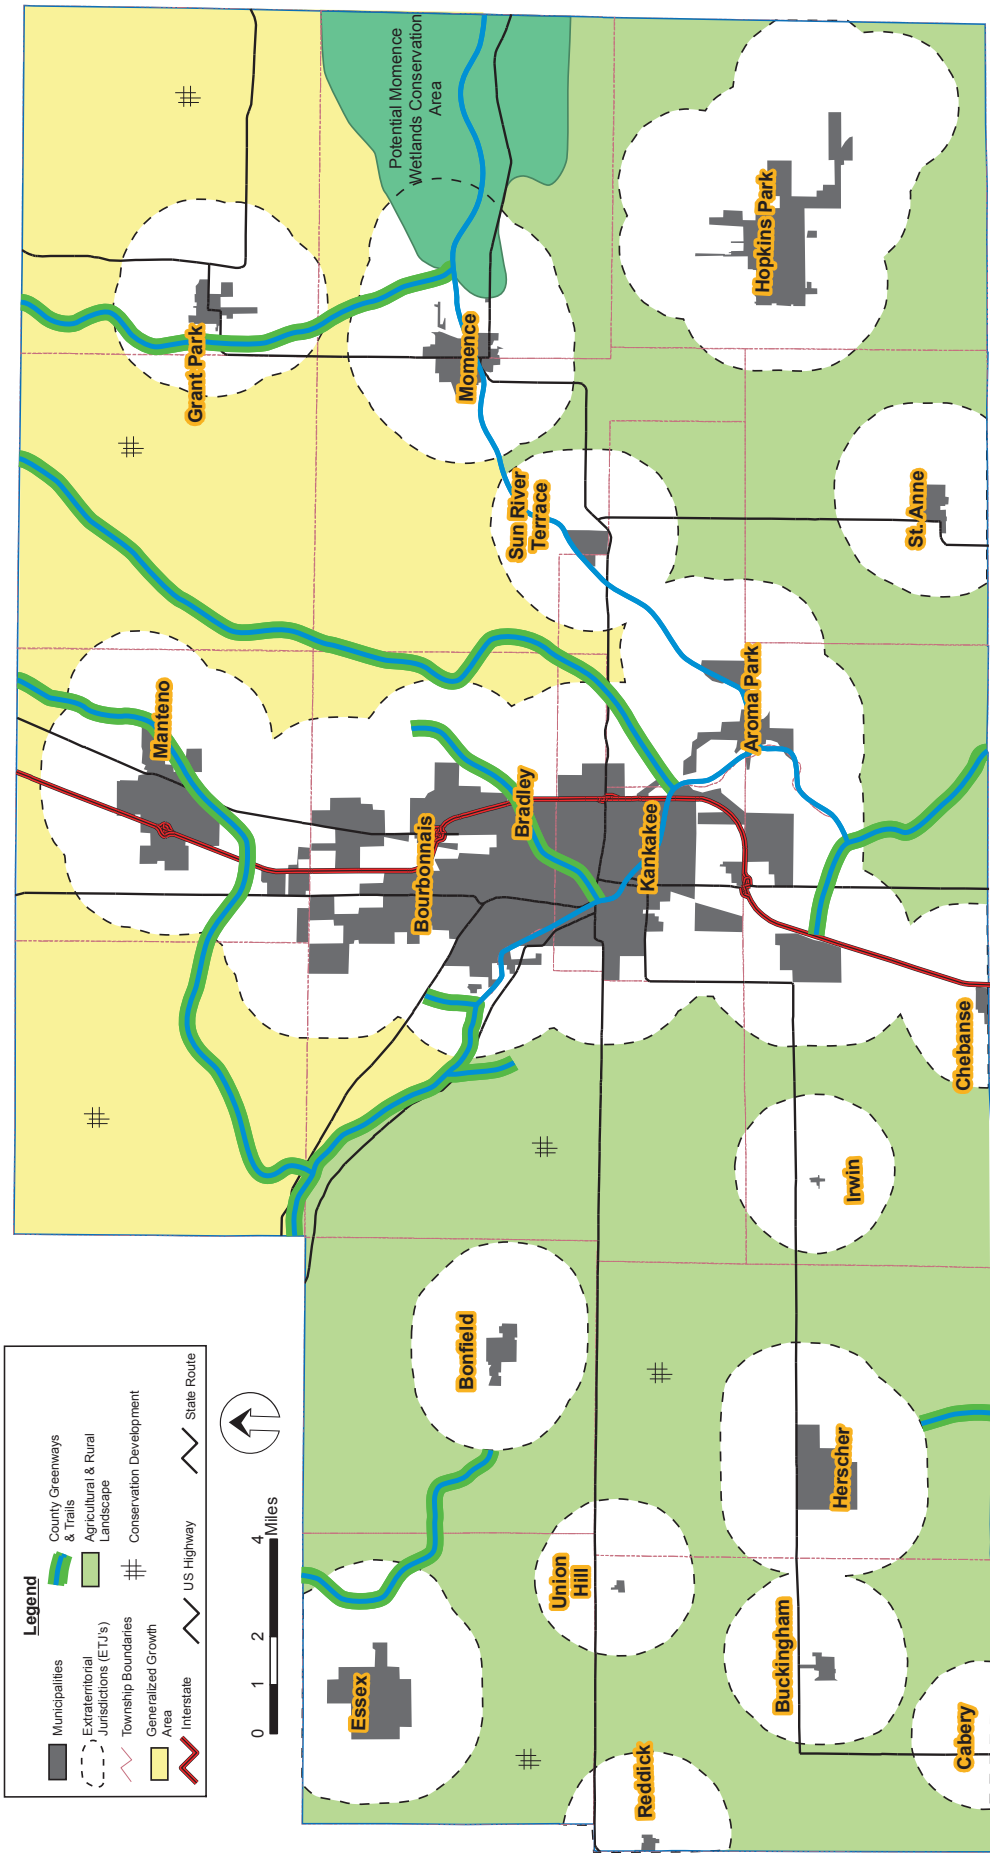 Legend
Municipalities
Extraterritorial
Jurisdictions (ETJ's)
Township Boundaries
Generalized Growth
Area
Interstate
County Greenways
& Trails
Agricultural & Rural
Landscape
Conservation Development
US Highway
State Route
0 1 2 4
Miles
Potential Momence
Wetlands Conservation
Area
Grant Park
Momence
Hopkins Park
Manteno
Sun River
Terrace
St. Anne
Bourbonnais
Bradley
Kankakee
Aroma Park
Chebanse
Irwin
Bonfield
Herscher
Union
Hill
Essex
Buckingham
Reddick
Cabery